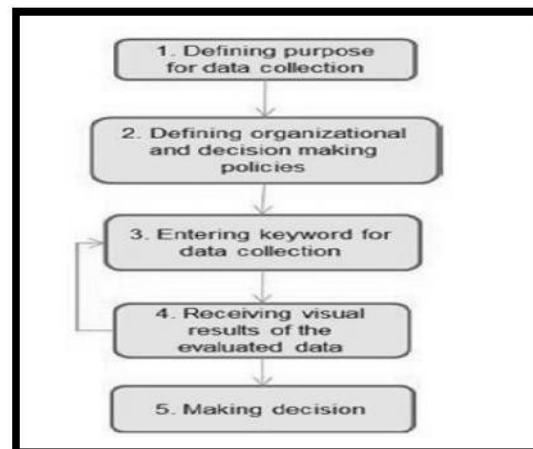 1. Defining purpose
for data collection
2. Defining organizational
and decision making
policies
3. Entering keyword for
data collection
4. Receiving visual
results of the
evaluated data
5. Making decision